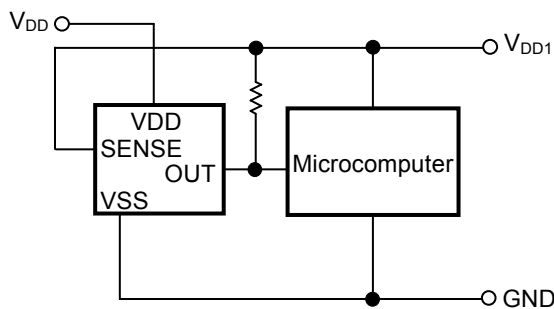 VDD
VDD1
VDD
SENSE
OUT
VSS
Microcomputer
GND